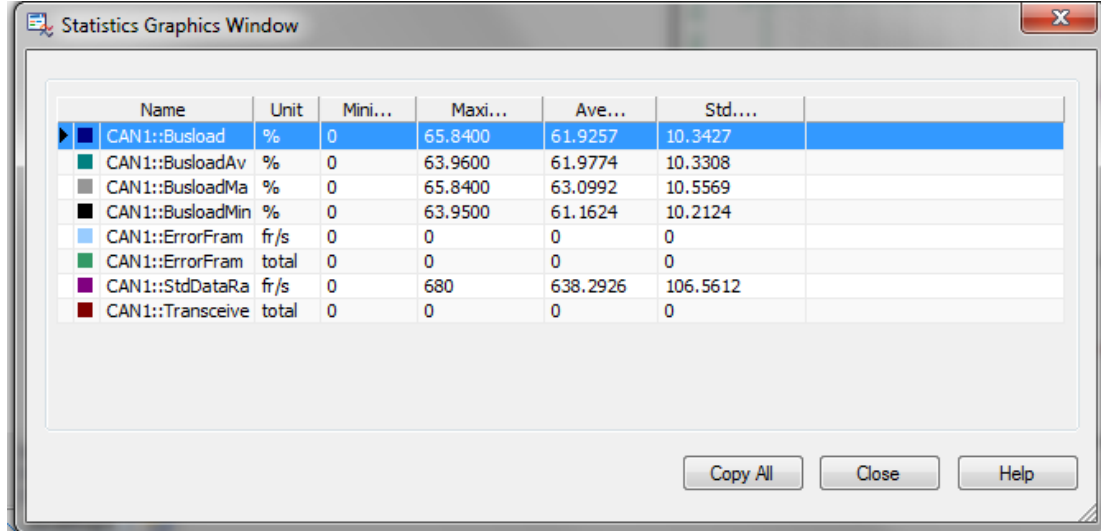 Statistics Graphics Window
Name Unit Mini... Maxi... Ave... Std....
CAN1::Busload % 0 65.8400 61.9257 10.3427
CAN1::BusloadAv % 0 63.9600 61.9774 10.3308
CAN1::BusloadMa % 0 65.8400 63.0992 10.5569
CAN1::BusloadMin % 0 63.9500 61.1624 10.2124
CAN1::ErrorFram fr/s 0 0 0 0
CAN1::ErrorFram total 0 0 0 0
CAN1::StdDataRa fr/s 0 680 638.2926 106.5612
CAN1::Transceive total 0 0 0 0
Copy All Close Help